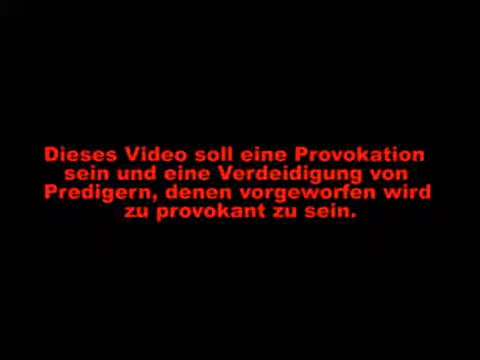 Dieses Video soll eine Provokation
sein und eine Verdeidigung von
Predigern, denen vorgeworfen wird
zu provokant zu sein.